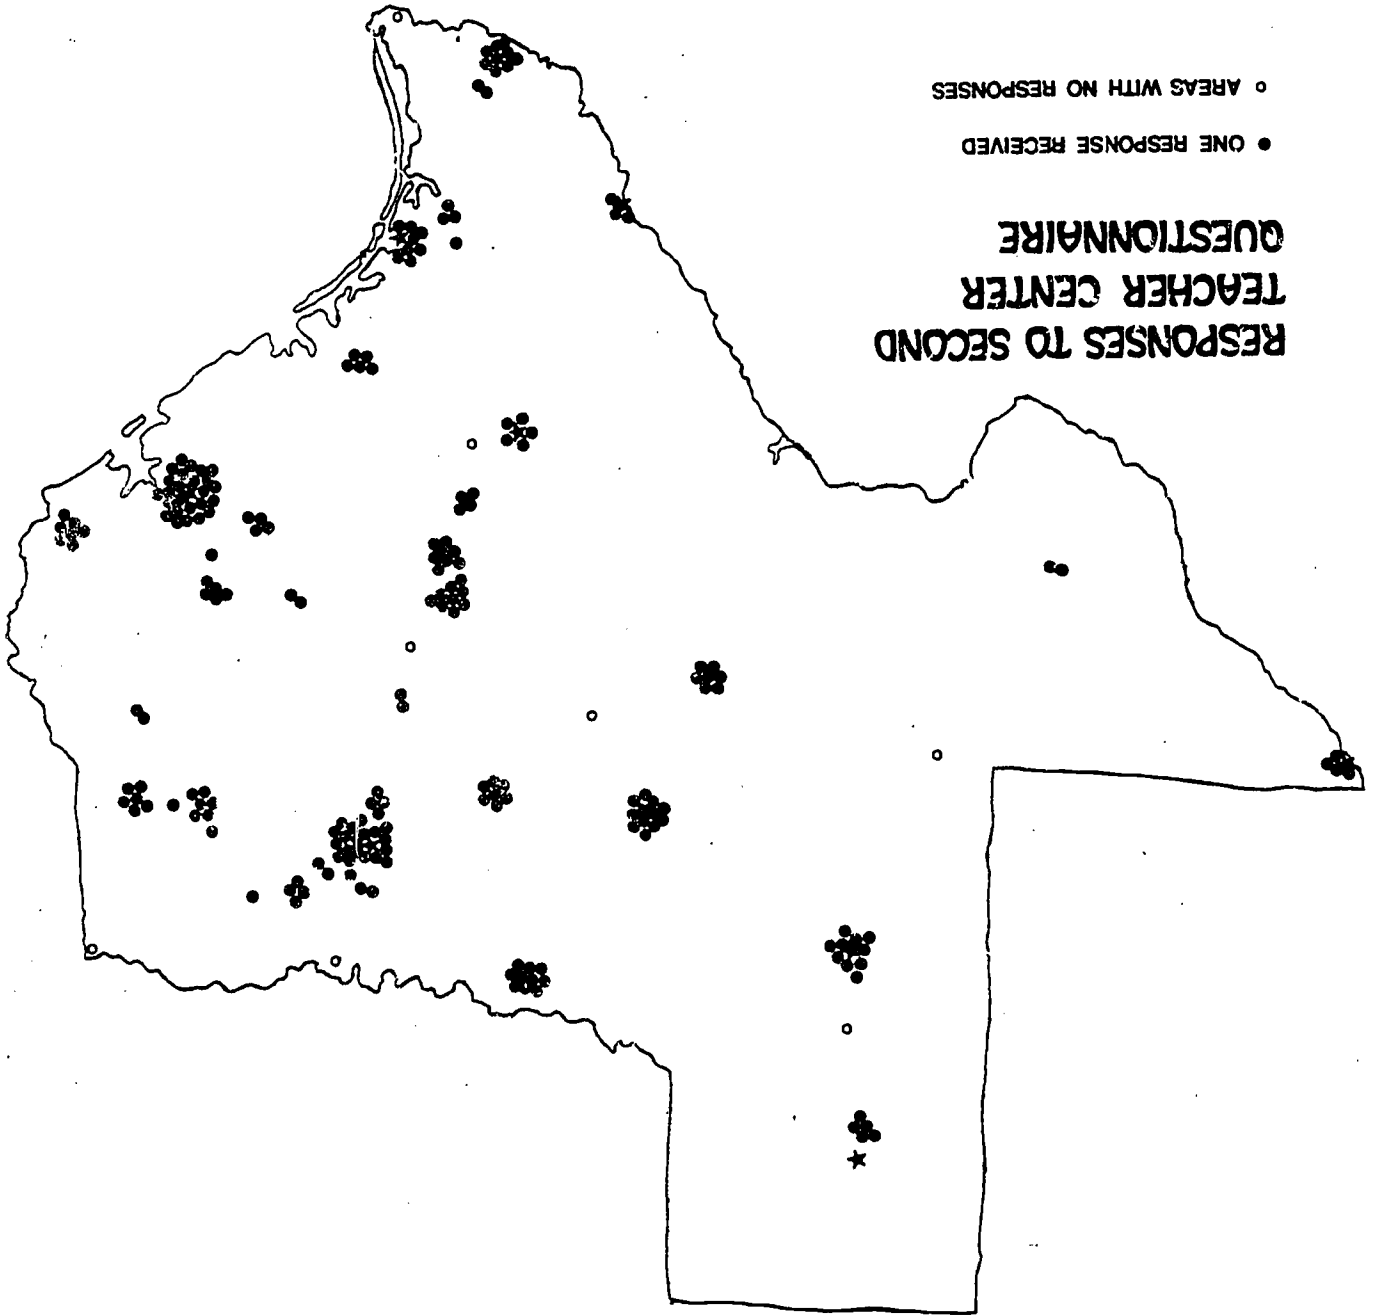 RESPONSES TO SECOND
TEACHER CENTER
QUESTIONNAIRE
● ONE RESPONSE RECEIVED
○ AREAS WITH NO RESPONSES